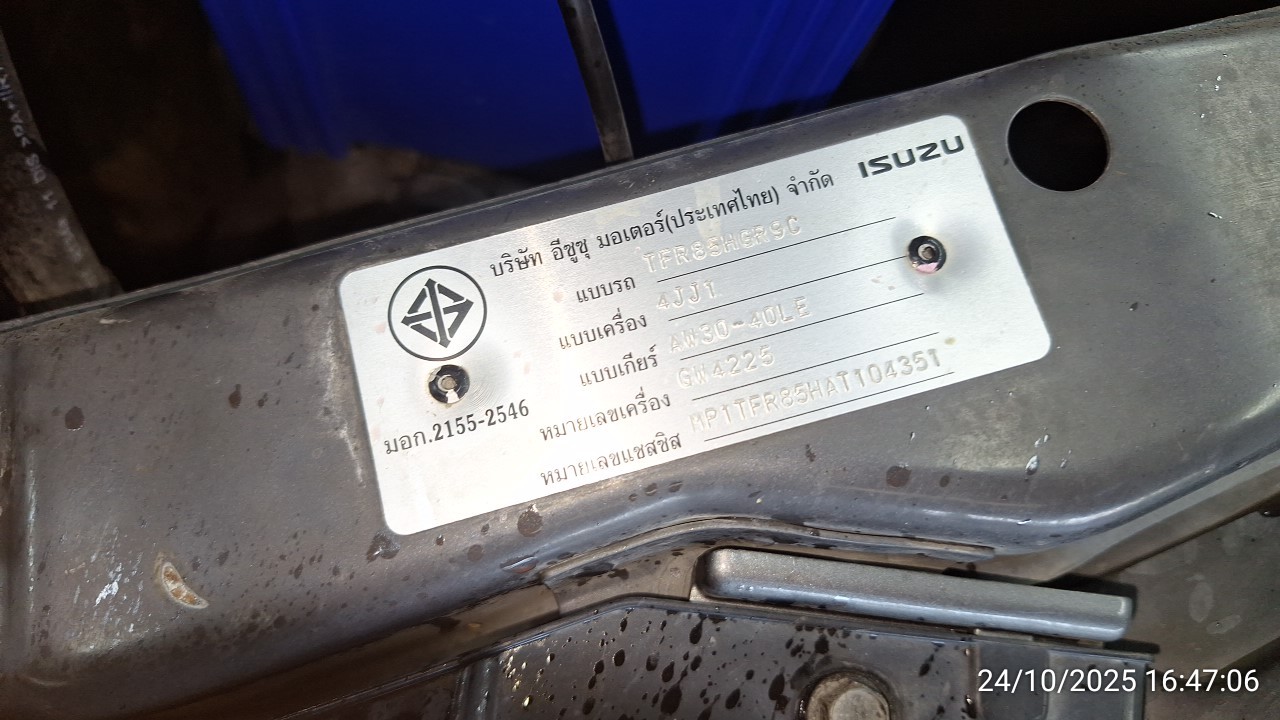 ISUZU
บริษัท อีซูซุ มอเตอร์(ประเทศไทย) จำกัด
แบบรถ TFR85HGR9C
แบบเครื่อง 4JJ1
แบบเกียร์ AW30-40LE
หมายเลขเครื่อง GW4225
หมายเลขแชสซิส MP1TFR85HAT104351
มอก.2155-2546
24/10/2025 16:47:06